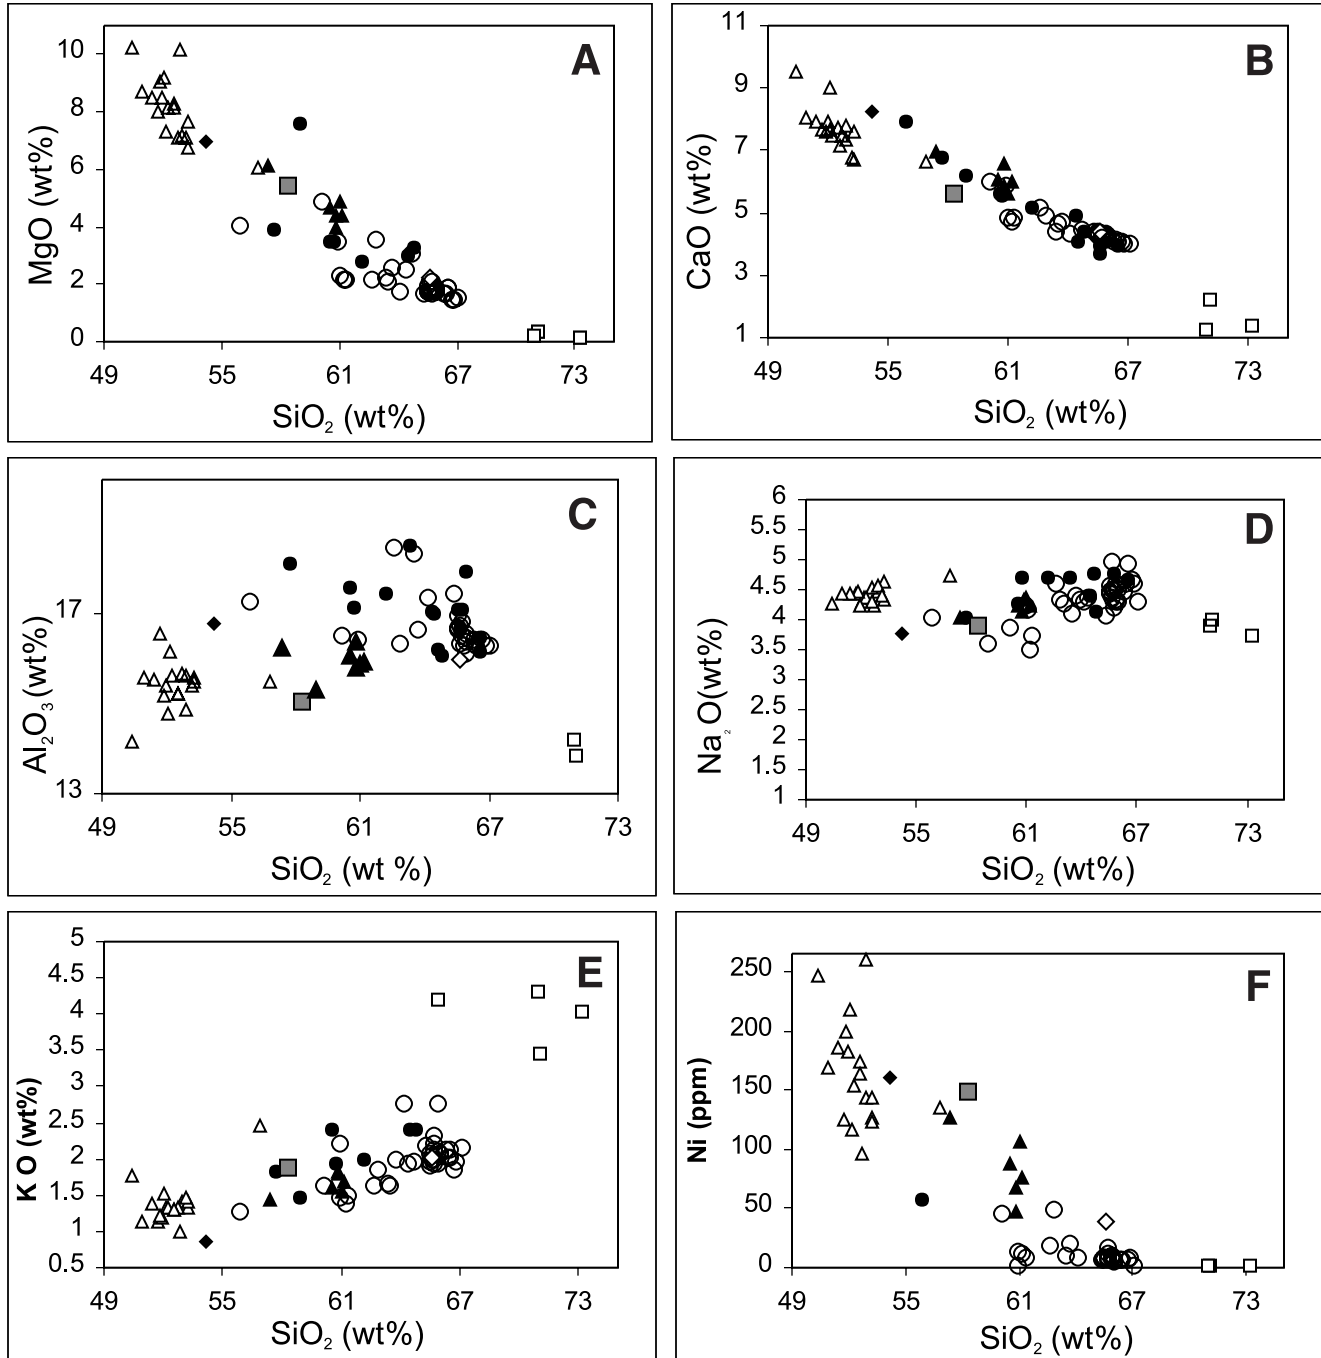 A
MgO (wt%)
10
8
6
4
2
0
49 55 61 67 73
SiO₂ (wt%)
B
CaO (wt%)
11
9
7
5
3
1
49 55 61 67 73
SiO₂ (wt%)
C
Al₂O₃ (wt%)
17
13
49 55 61 67 73
SiO₂ (wt %)
D
Na₂O(wt%)
6
5.5
5
4.5
4
3.5
3
2.5
2
1.5
1
49 55 61 67 73
SiO₂ (wt%)
E
K O (wt%)
5
4.5
4
3.5
3
2.5
2
1.5
1
0.5
49 55 61 67 73
SiO₂ (wt%)
F
Ni (ppm)
250
200
150
100
50
0
49 55 61 67 73
SiO₂ (wt%)